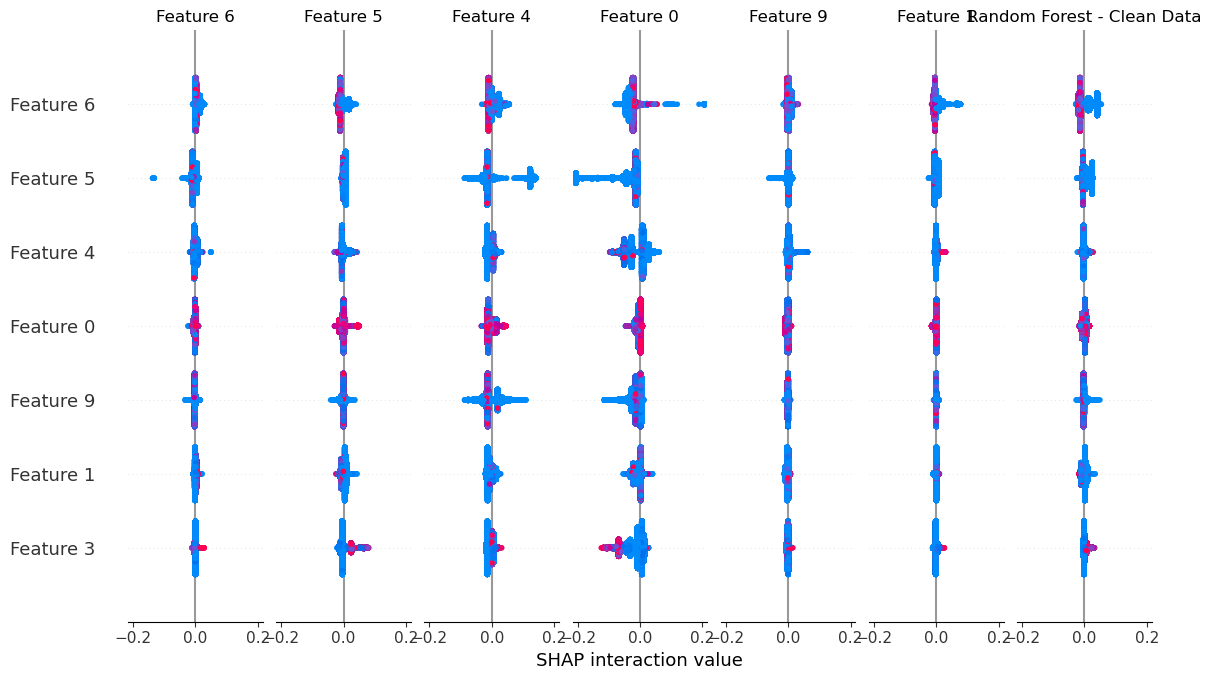 Feature 6 Feature 5 Feature 4 Feature 0 Feature 9 Feature 1 Random Forest - Clean Data
Feature 6
Feature 5
Feature 4
Feature 0
Feature 9
Feature 1
Feature 3
−0.2 0.0 0.2 −0.2 0.0 0.2 −0.2 0.0 0.2 −0.2 0.0 0.2 −0.2 0.0 0.2 −0.2 0.0 0.2 −0.2 0.0 0.2
SHAP interaction value